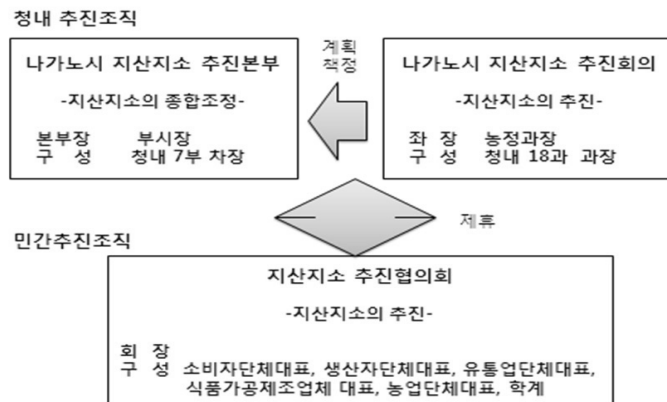 청내 추진조직
나가노시 지산지소 추진본부
-지산지소의 종합조정-
본부장 부시장
구 성 청내 7부 차장
계획
책정
나가노시 지산지소 추진회의
-지산지소의 추진-
좌 장 농정과장
구 성 청내 18과 과장
제휴
민간추진조직
지산지소 추진협의회
-지산지소의 추진-
회 장
구 성 소비자단체대표, 생산자단체대표, 유통업단체대표,
식품가공제조업체 대표, 농업단체대표, 학계